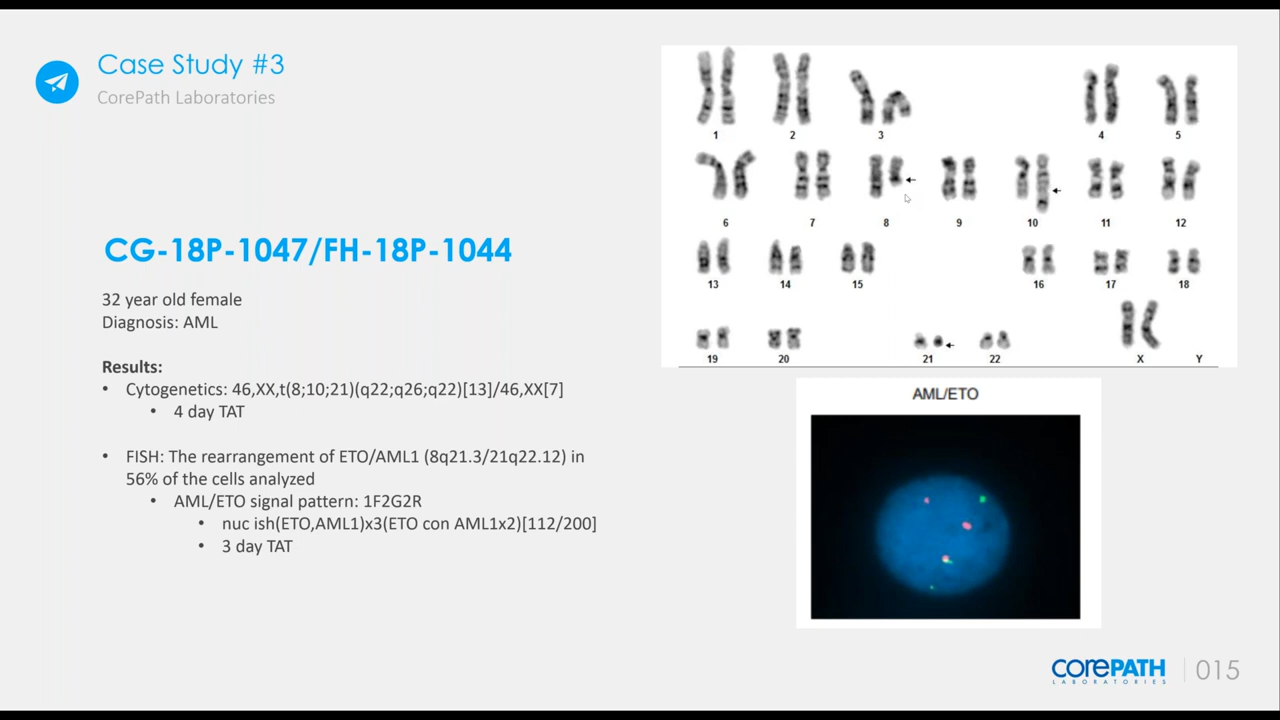 Case Study #3
CorePath Laboratories
CG-18P-1047/FH-18P-1044
32 year old female
Diagnosis: AML
Results:
• Cytogenetics: 46,XX,t(8;10;21)(q22;q26;q22)[13]/46,XX[7]
• 4 day TAT
• FISH: The rearrangement of ETO/AML1 (8q21.3/21q22.12) in
56% of the cells analyzed
• AML/ETO signal pattern: 1F2G2R
• nuc ish(ETO,AML1)x3(ETO con AML1x2)[112/200]
• 3 day TAT
1 2 3 4 5
6 7 8 9 10 11 12
13 14 15 16 17 18
19 20 21 22 X Y
AML/ETO
corePATH
LABORATORIES
015